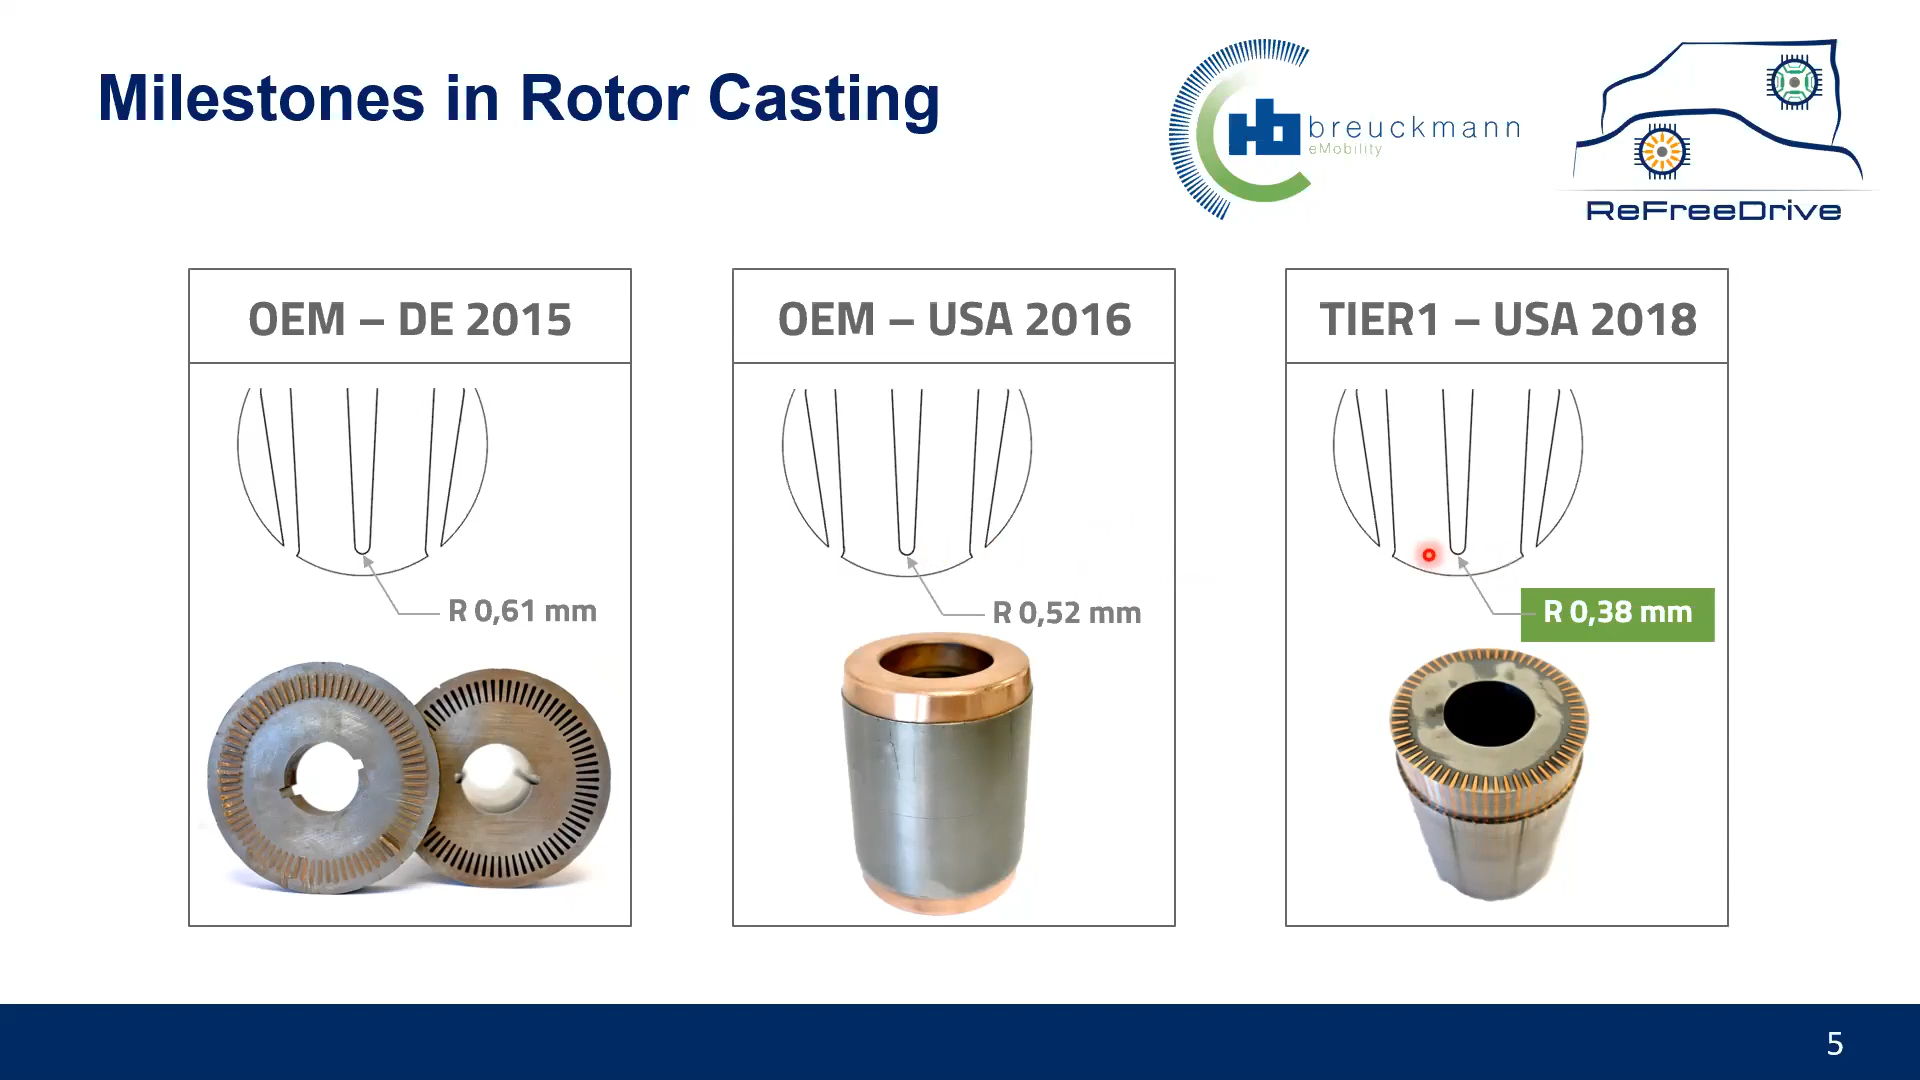 Milestones in Rotor Casting
breuckmann
eMobility
ReFreeDrive
OEM – DE 2015
R 0,61 mm
OEM – USA 2016
R 0,52 mm
TIER1 – USA 2018
R 0,38 mm
5